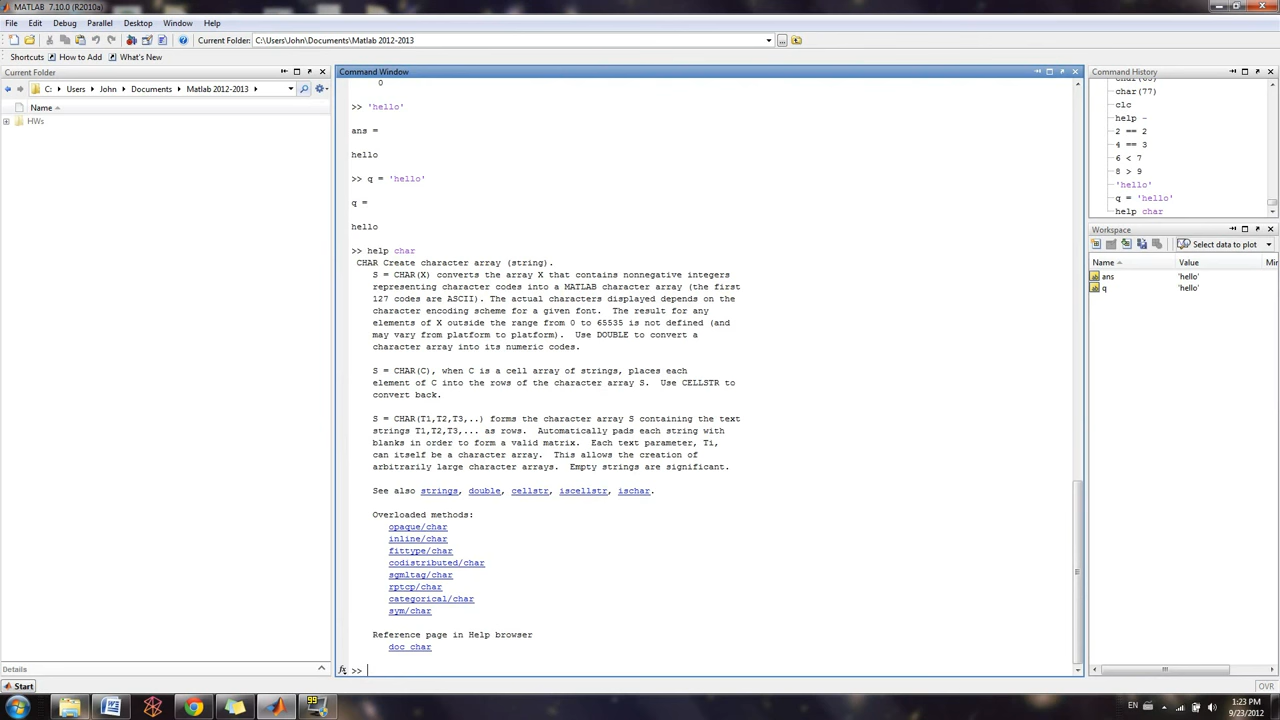 MATLAB 7.10.0 (R2010a)
File Edit Debug Parallel Desktop Window Help
Current Folder: C:\Users\John\Documents\Matlab 2012-2013
Shortcuts How to Add What's New
Current Folder
C: Users John Documents Matlab 2012-2013
Name
HWs
Details
Command Window
0
>> 'hello'
ans =
hello
>> q = 'hello'
q =
hello
>> help char
CHAR Create character array (string).
S = CHAR(X) converts the array X that contains nonnegative integers
representing character codes into a MATLAB character array (the first
127 codes are ASCII). The actual characters displayed depends on the
character encoding scheme for a given font. The result for any
elements of X outside the range from 0 to 65535 is not defined (and
may vary from platform to platform). Use DOUBLE to convert a
character array into its numeric codes.
S = CHAR(C), when C is a cell array of strings, places each
element of C into the rows of the character array S. Use CELLSTR to
convert back.
S = CHAR(T1,T2,T3,..) forms the character array S containing the text
strings T1,T2,T3,... as rows. Automatically pads each string with
blanks in order to form a valid matrix. Each text parameter, Ti,
can itself be a character array. This allows the creation of
arbitrarily large character arrays. Empty strings are significant.
See also strings, double, cellstr, iscellstr, ischar.
Overloaded methods:
opaque/char
inline/char
fittype/char
codistributed/char
sgmltag/char
rptcp/char
categorical/char
sym/char
Reference page in Help browser
doc char
fx >>
Command History
char(77)
clc
help -
2 == 2
4 == 3
6 < 7
8 > 9
'hello'
q = 'hello'
help char
Workspace
Select data to plot
Name Value Min
ans 'hello'
q 'hello'
Start
OVR
99
EN
1:23 PM
9/23/2012